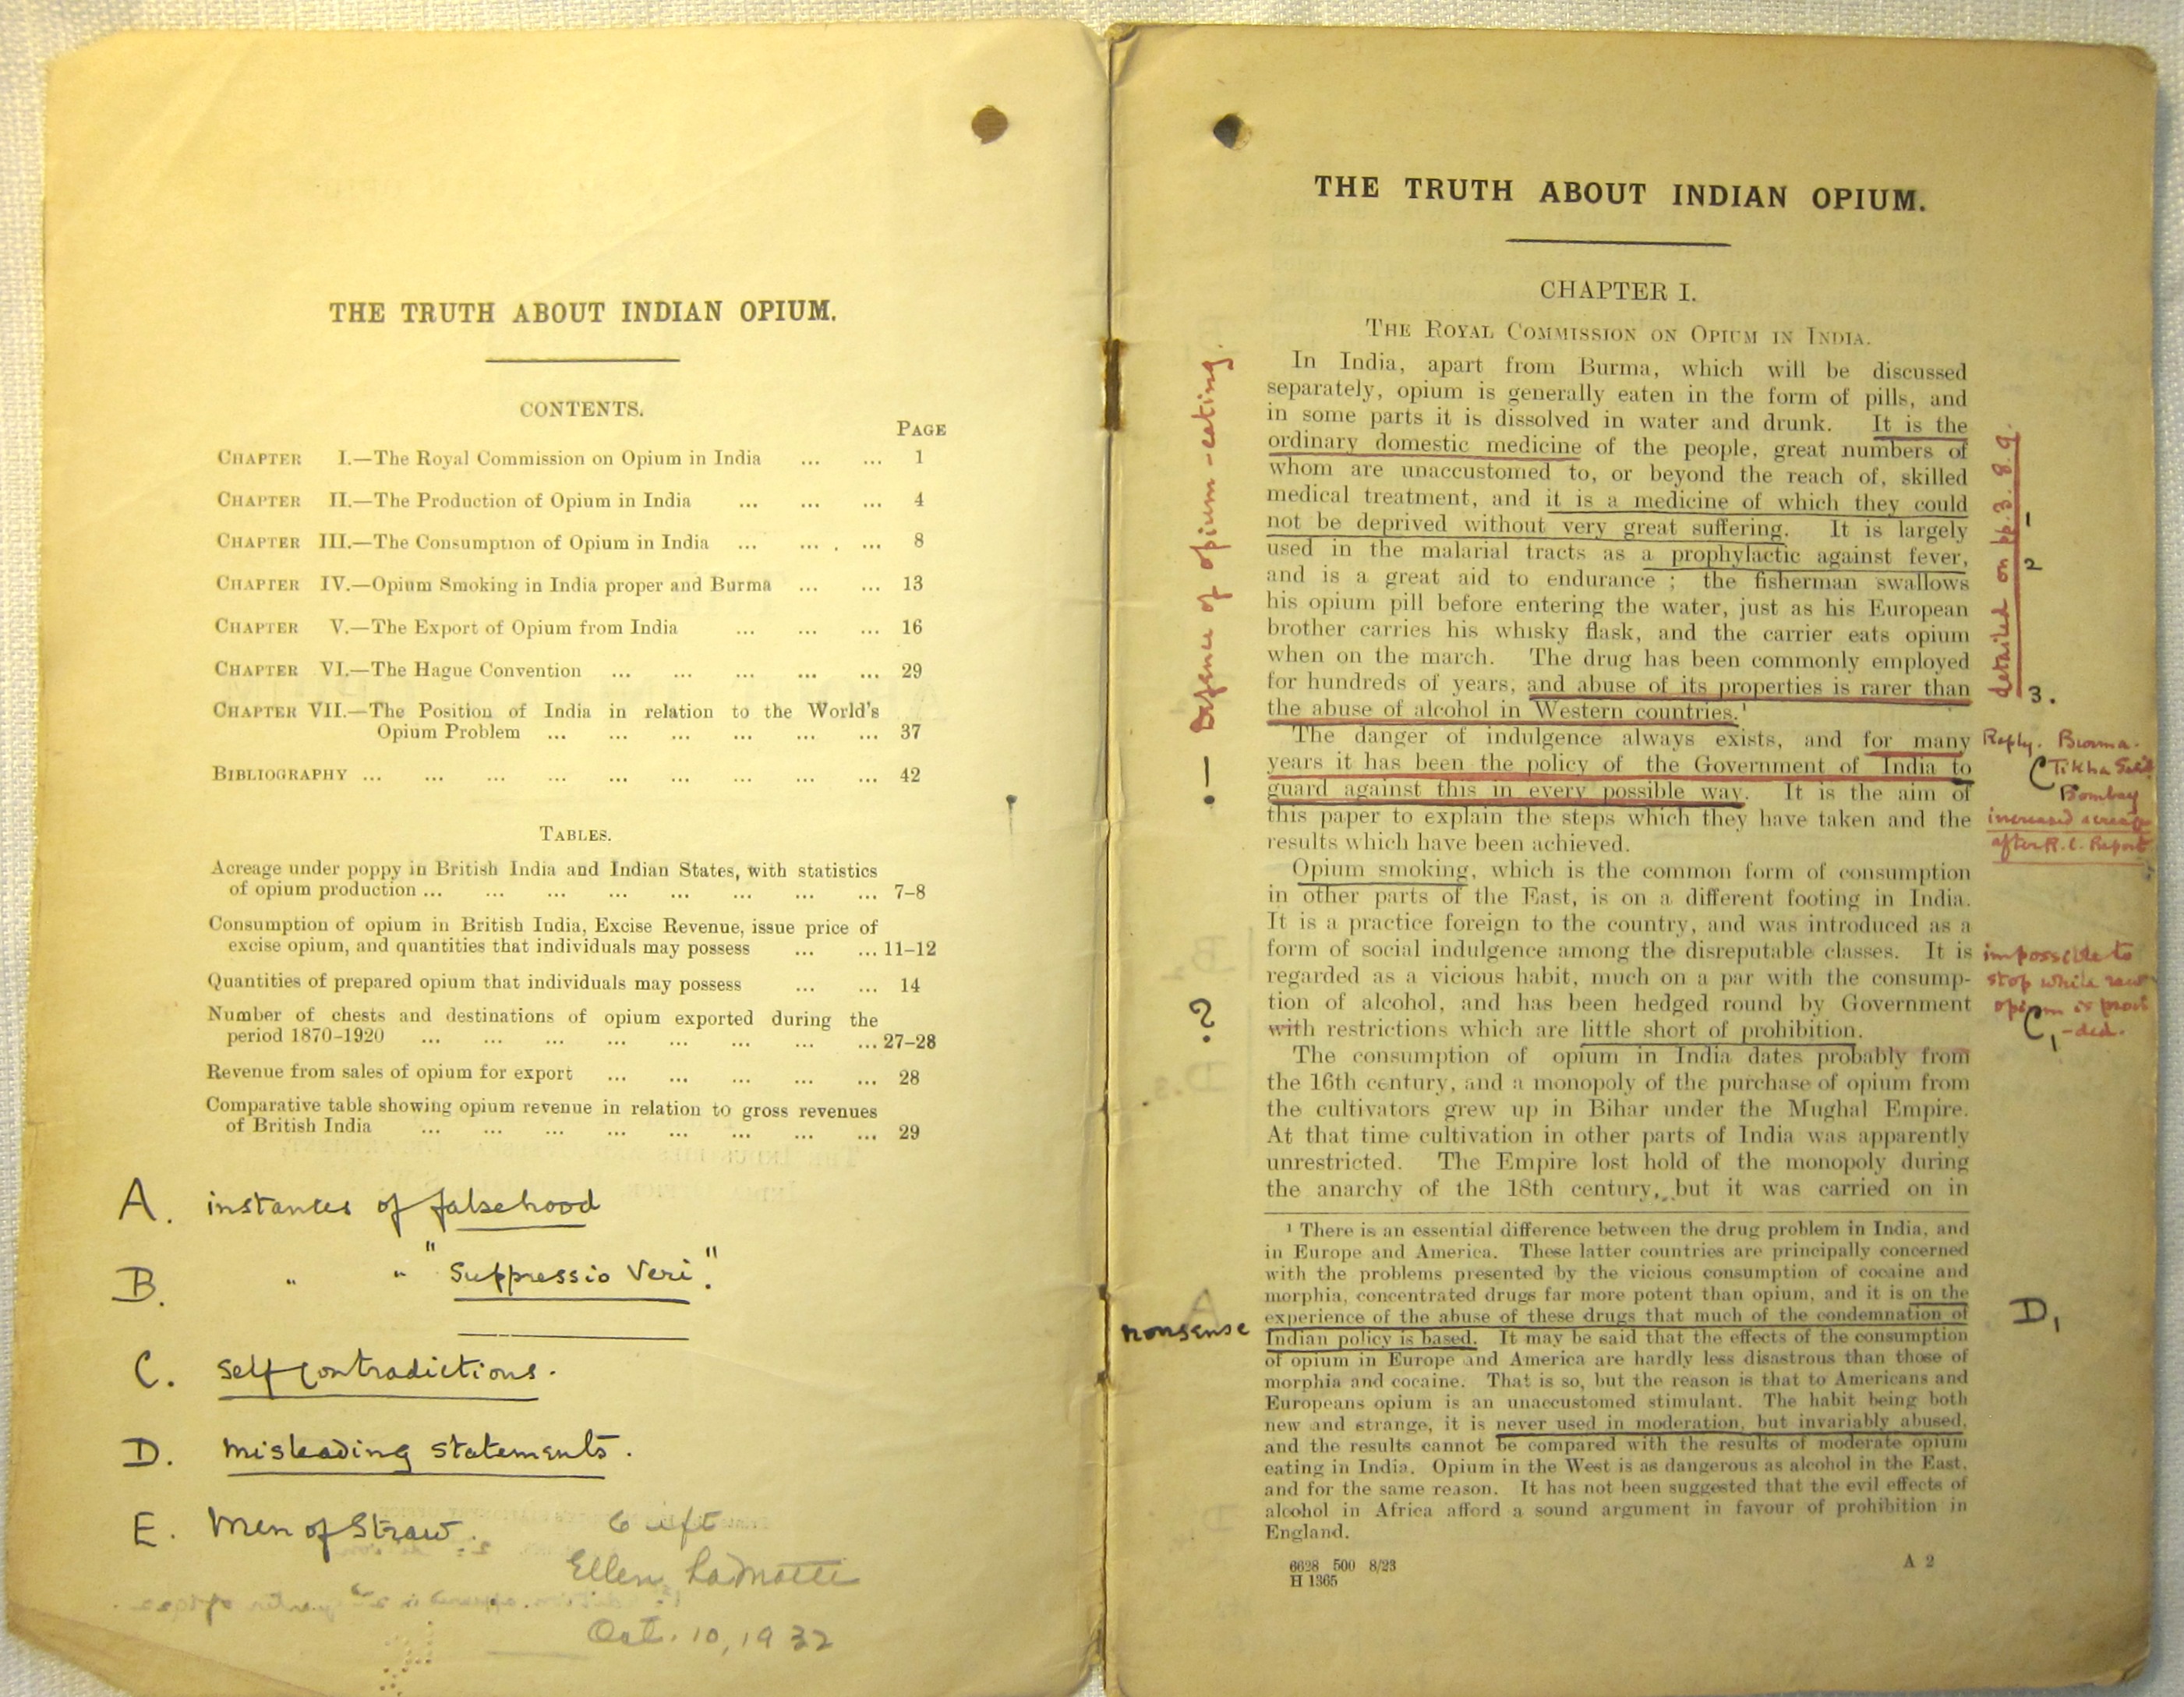 THE TRUTH ABOUT INDIAN OPIUM.
CONTENTS.
PAGE
CHAPTER I.—The Royal Commission on Opium in India ... ... 1
CHAPTER II.—The Production of Opium in India ... ... ... 4
CHAPTER III.—The Consumption of Opium in India ... ... ... 8
CHAPTER IV.—Opium Smoking in India proper and Burma ... ... 13
CHAPTER V.—The Export of Opium from India ... ... ... 16
CHAPTER VI.—The Hague Convention ... ... ... ... ... 29
CHAPTER VII.—The Position of India in relation to the World's
Opium Problem ... ... ... ... ... ... 37
BIBLIOGRAPHY ... ... ... ... ... ... ... ... ... 42
TABLES.
Acreage under poppy in British India and Indian States, with statistics
of opium production ... ... ... ... ... ... ... ... 7–8
Consumption of opium in British India, Excise Revenue, issue price of
excise opium, and quantities that individuals may possess ... ... 11–12
Quantities of prepared opium that individuals may possess ... ... 14
Number of chests and destinations of opium exported during the
period 1870–1920 ... ... ... ... ... ... ... ... 27–28
Revenue from sales of opium for export ... ... ... ... ... 28
Comparative table showing opium revenue in relation to gross revenues
of British India ... ... ... ... ... ... ... ... 29
A. instances of falsehood
B. " " "Suppressio Veri."
C. Self Contradictions.
D. Misleading statements.
E. Men of Straw.
Gift
Ellen LaMotte
Oct. 10, 1932
THE TRUTH ABOUT INDIAN OPIUM.
CHAPTER I.
THE ROYAL COMMISSION ON OPIUM IN INDIA.
In India, apart from Burma, which will be discussed
separately, opium is generally eaten in the form of pills, and
in some parts it is dissolved in water and drunk. It is the
ordinary domestic medicine of the people, great numbers of
whom are unaccustomed to, or beyond the reach of, skilled
medical treatment, and it is a medicine of which they could
not be deprived without very great suffering. It is largely
used in the malarial tracts as a prophylactic against fever,
and is a great aid to endurance ; the fisherman swallows
his opium pill before entering the water, just as his European
brother carries his whisky flask, and the carrier eats opium
when on the march. The drug has been commonly employed
for hundreds of years, and abuse of its properties is rarer than
the abuse of alcohol in Western countries.¹
The danger of indulgence always exists, and for many
years it has been the policy of the Government of India to
guard against this in every possible way. It is the aim of
this paper to explain the steps which they have taken and the
results which have been achieved.
Opium smoking, which is the common form of consumption
in other parts of the East, is on a different footing in India.
It is a practice foreign to the country, and was introduced as a
form of social indulgence among the disreputable classes. It is
regarded as a vicious habit, much on a par with the consump-
tion of alcohol, and has been hedged round by Government
with restrictions which are little short of prohibition.
The consumption of opium in India dates probably from
the 16th century, and a monopoly of the purchase of opium from
the cultivators grew up in Bihar under the Mughal Empire.
At that time cultivation in other parts of India was apparently
unrestricted. The Empire lost hold of the monopoly during
the anarchy of the 18th century, but it was carried on in
¹ There is an essential difference between the drug problem in India, and
in Europe and America. These latter countries are principally concerned
with the problems presented by the vicious consumption of cocaine and
morphia, concentrated drugs far more potent than opium, and it is on the
experience of the abuse of these drugs that much of the condemnation of
Indian policy is based. It may be said that the effects of the consumption
of opium in Europe and America are hardly less disastrous than those of
morphia and cocaine. That is so, but the reason is that to Americans and
Europeans opium is an unaccustomed stimulant. The habit being both
new and strange, it is never used in moderation, but invariably abused,
and the results cannot be compared with the results of moderate opium
eating in India. Opium in the West is as dangerous as alcohol in the East,
and for the same reason. It has not been suggested that the evil effects of
alcohol in Africa afford a sound argument in favour of prohibition in
England.
6628 500 8/23
H 1365
A 2
Defence of opium-eating.
?
nonsense
detailed on pp. 3. 8. 9.
1
2
3.
Reply. Burma.
C
Bombay
increased acreage
after R.C. Report
impossible to
stop while raw
opium is provi
-ded.
C₁
D₁